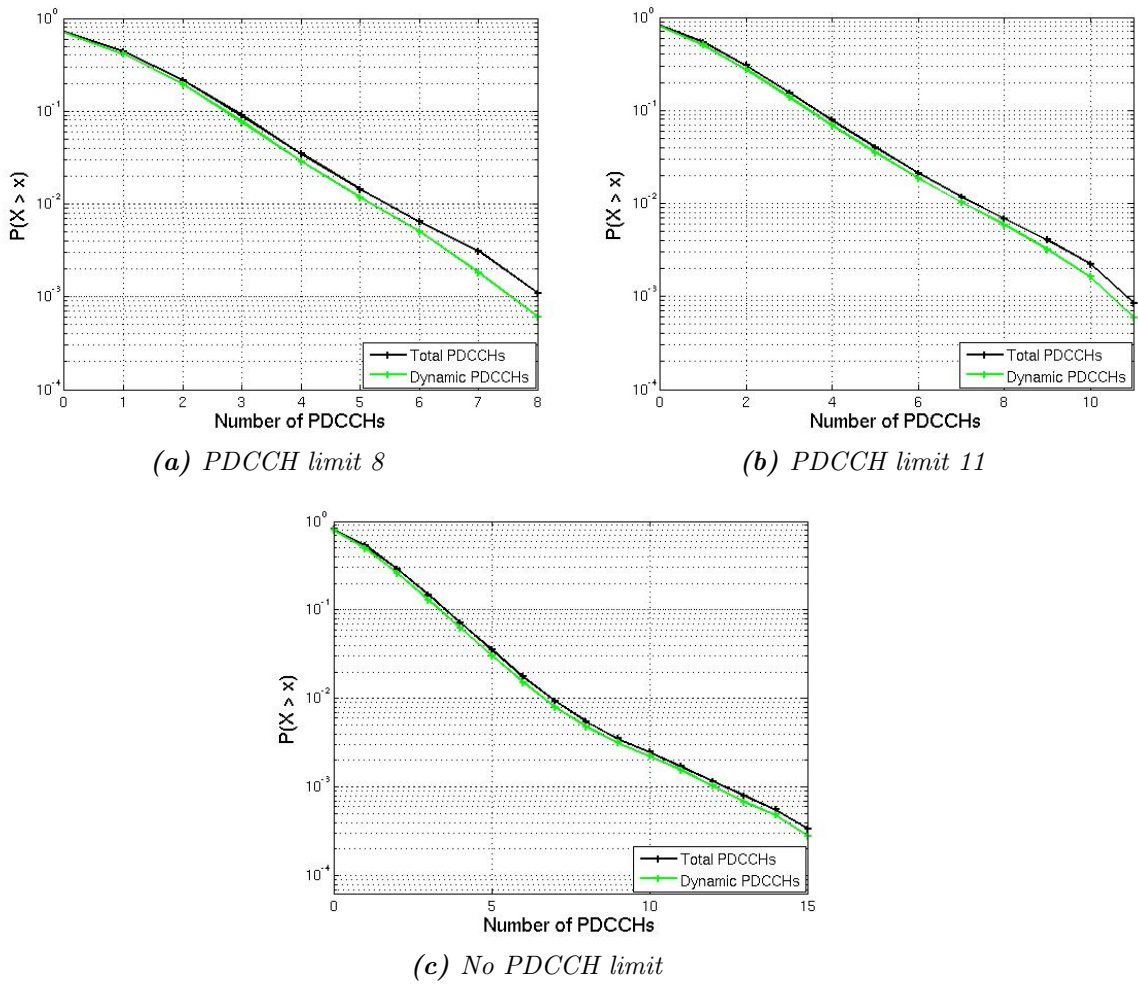 10^0
10^-1
10^-2
10^-3
10^-4
P(X > x)
0 1 2 3 4 5 6 7 8
Number of PDCCHs
Total PDCCHs
Dynamic PDCCHs
(a) PDCCH limit 8
10^0
10^-1
10^-2
10^-3
10^-4
P(X > x)
0 2 4 6 8 10
Number of PDCCHs
Total PDCCHs
Dynamic PDCCHs
(b) PDCCH limit 11
10^0
10^-1
10^-2
10^-3
10^-4
P(X > x)
0 5 10 15
Number of PDCCHs
Total PDCCHs
Dynamic PDCCHs
(c) No PDCCH limit